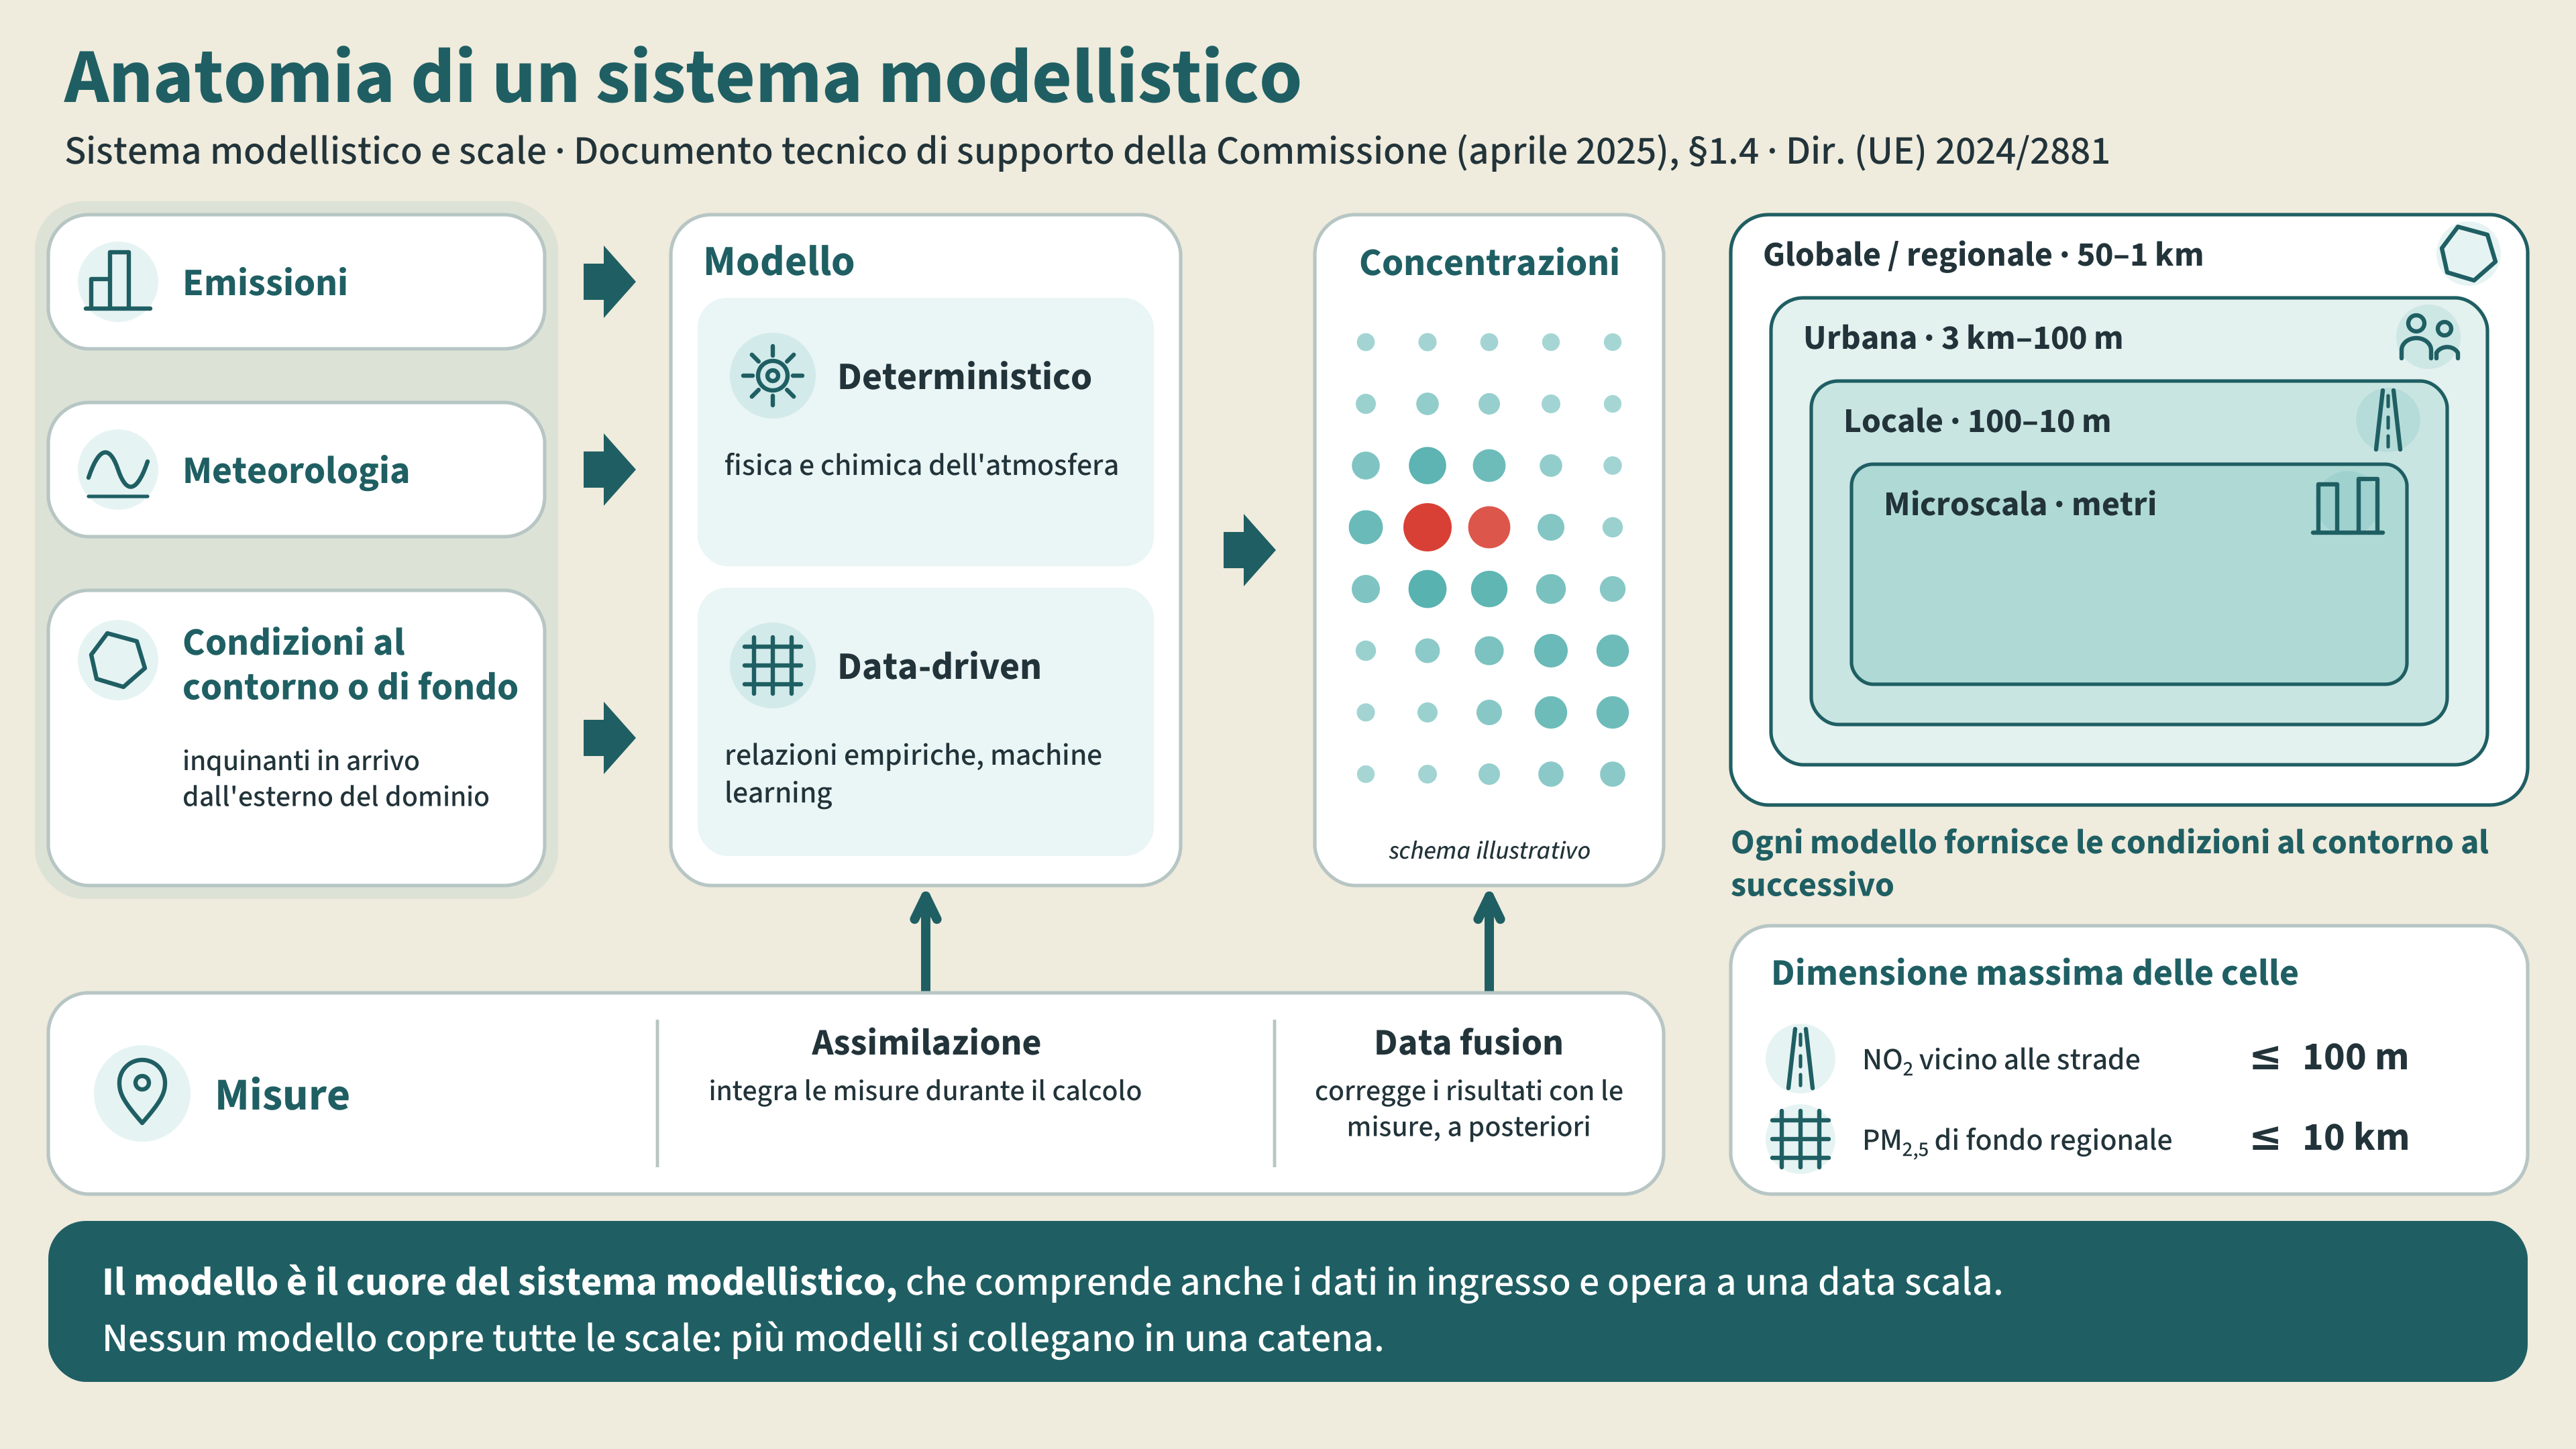 Anatomia di un sistema modellistico
Sistema modellistico e scale · Documento tecnico di supporto della Commissione (aprile 2025), §1.4 · Dir. (UE) 2024/2881
Emissioni
Meteorologia
Condizioni al
contorno o di fondo
inquinanti in arrivo
dall'esterno del dominio
Modello
Deterministico
fisica e chimica dell'atmosfera
Data-driven
relazioni empiriche, machine
learning
Concentrazioni
schema illustrativo
Globale / regionale · 50–1 km
Urbana · 3 km–100 m
Locale · 100–10 m
Microscala · metri
Ogni modello fornisce le condizioni al contorno al
successivo
Misure
Assimilazione
integra le misure durante il calcolo
Data fusion
corregge i risultati con le
misure, a posteriori
Dimensione massima delle celle
NO₂ vicino alle strade ≤ 100 m
PM₂,₅ di fondo regionale ≤ 10 km
Il modello è il cuore del sistema modellistico, che comprende anche i dati in ingresso e opera a una data scala.
Nessun modello copre tutte le scale: più modelli si collegano in una catena.